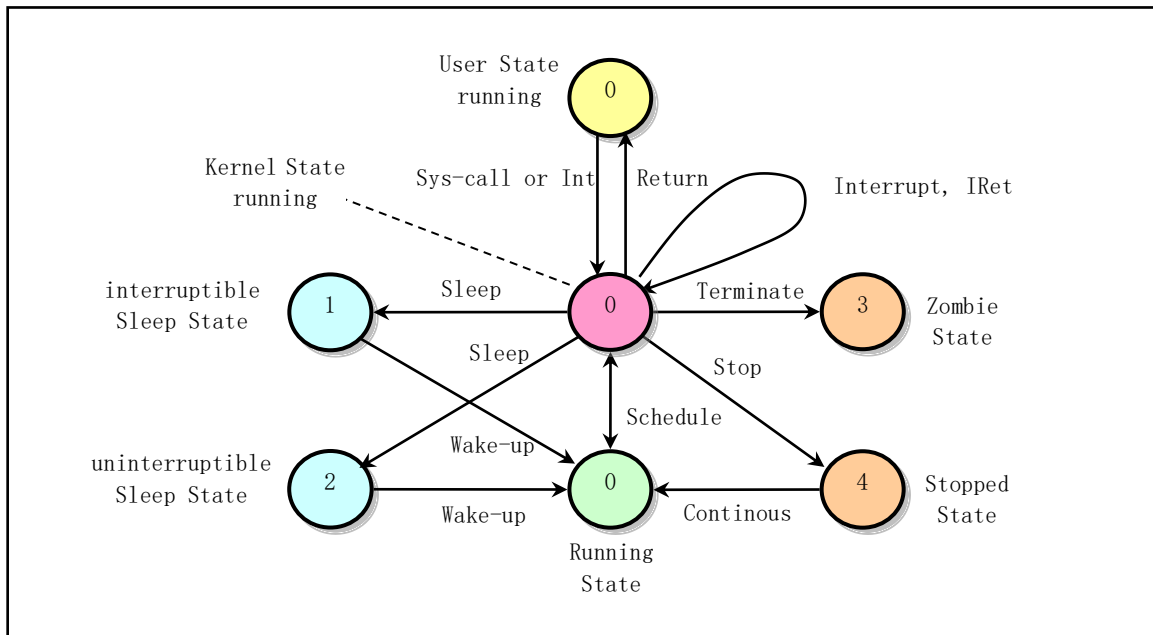 User State
running
0
Kernel State
running
Sys-call or Int
Return
Interrupt, IRet
interruptible
Sleep State
1
Sleep
0
Terminate
3
Zombie
State
Sleep
Stop
Schedule
Wake-up
uninterruptible
Sleep State
2
Wake-up
0
Continous
4
Stopped
State
Running
State